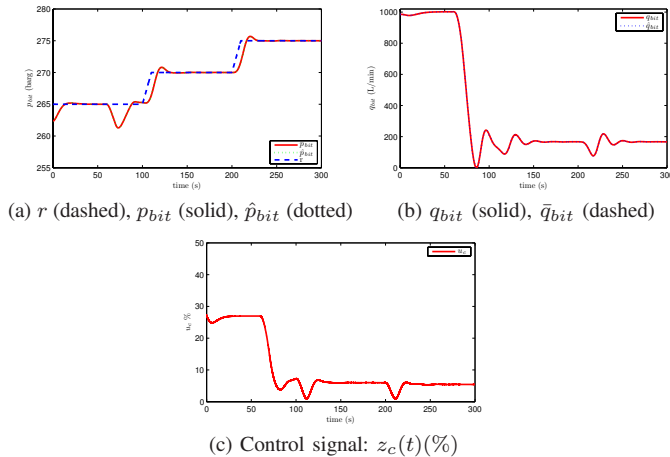 275
270
265
260
255
p_bit (barg)
0 50 100 150 200 250 300
time (s)
p_bit
p̂_bit
r
(a) r (dashed), p_bit (solid), p̂_bit (dotted)
1000
800
600
400
200
0
q_bit (L/min)
0 50 100 150 200 250 300
time (s)
q_bit
(b) q_bit (solid), q̄_bit (dashed)
50
40
30
20
10
0
u_c %
0 50 100 150 200 250 300
time (s)
u_c
(c) Control signal: z_c(t)(%)